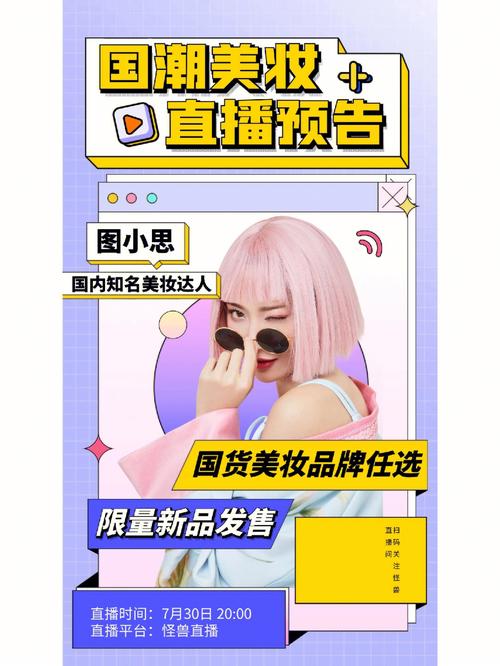 国潮美妆
直播预告
图小思
国内知名美妆达人
国货美妆品牌任选
限量新品发售
扫码关注怪兽
直播间
直播时间：7月30日 20:00
直播平台：怪兽直播